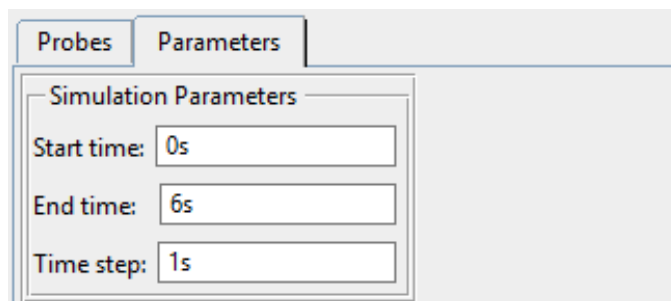 Probes Parameters
Simulation Parameters
Start time: 0s
End time: 6s
Time step: 1s